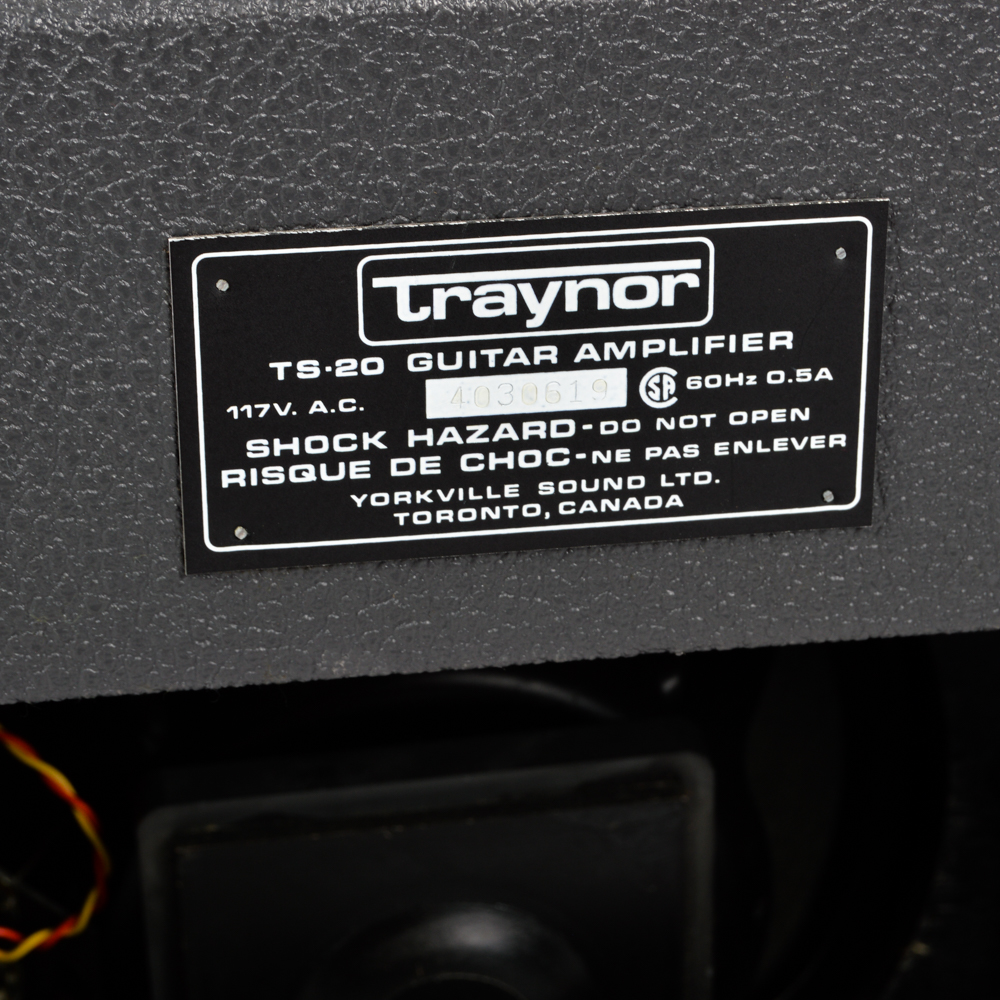 Traynor
TS·20 GUITAR AMPLIFIER
117V. A.C. 4030619 SA 60Hz 0.5A
SHOCK HAZARD-DO NOT OPEN
RISQUE DE CHOC-NE PAS ENLEVER
YORKVILLE SOUND LTD.
TORONTO, CANADA